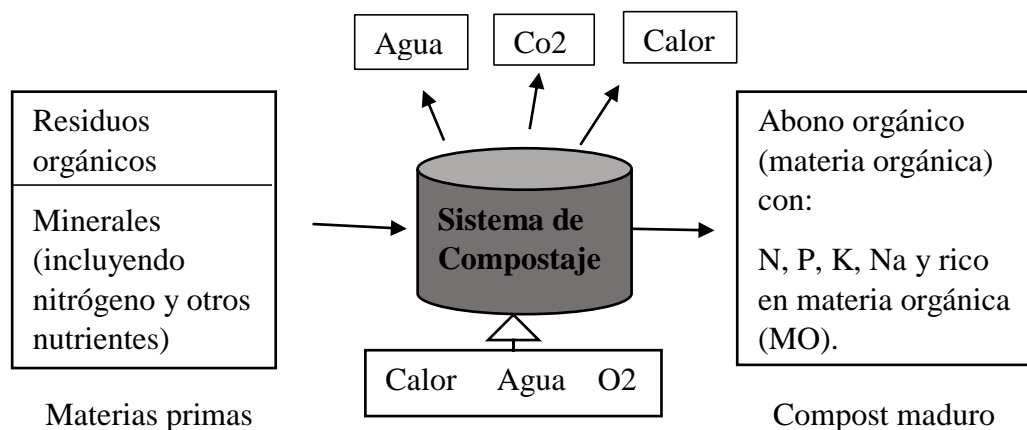 Agua
Co2
Calor
Residuos
orgánicos
Minerales
(incluyendo
nitrógeno y otros
nutrientes)
Materias primas
Sistema de
Compostaje
Calor Agua O2
Abono orgánico
(materia orgánica)
con:
N, P, K, Na y rico
en materia orgánica
(MO).
Compost maduro